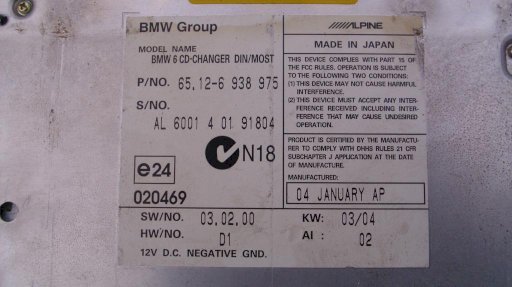 BMW Group
MODEL NAME
BMW 6 CD-CHANGER DIN/MOST
P/NO. 65.12-6 938 975
S/NO.
AL 6001 4 01 91804
e24
N18
020469
ALPINE
MADE IN JAPAN
THIS DEVICE COMPLIES WITH PART 15 OF
THE FCC RULES. OPERATION IS SUBJECT
TO THE FOLLOWING TWO CONDITIONS:
(1) THIS DEVICE MAY NOT CAUSE HARMFUL
INTERFERENCE.
(2) THIS DEVICE MUST ACCEPT ANY INTER-
FERENCE RECEIVED INCLUDING INTER-
FERENCE THAT MAY CAUSE UNDESIRED
OPERATION.
PRODUCT IS CERTIFIED BY THE MANUFACTU-
RER TO COMPLY WITH DHHS RULES 21 CFR
SUBCHAPTER J APPLICATION AT THE DATE
OF MANUFACTURE.
MANUFACTURED:
04 JANUARY AP
SW/NO. 03.02.00
HW/NO. D1
12V D.C. NEGATIVE GND.
KW: 03/04
AI : 02